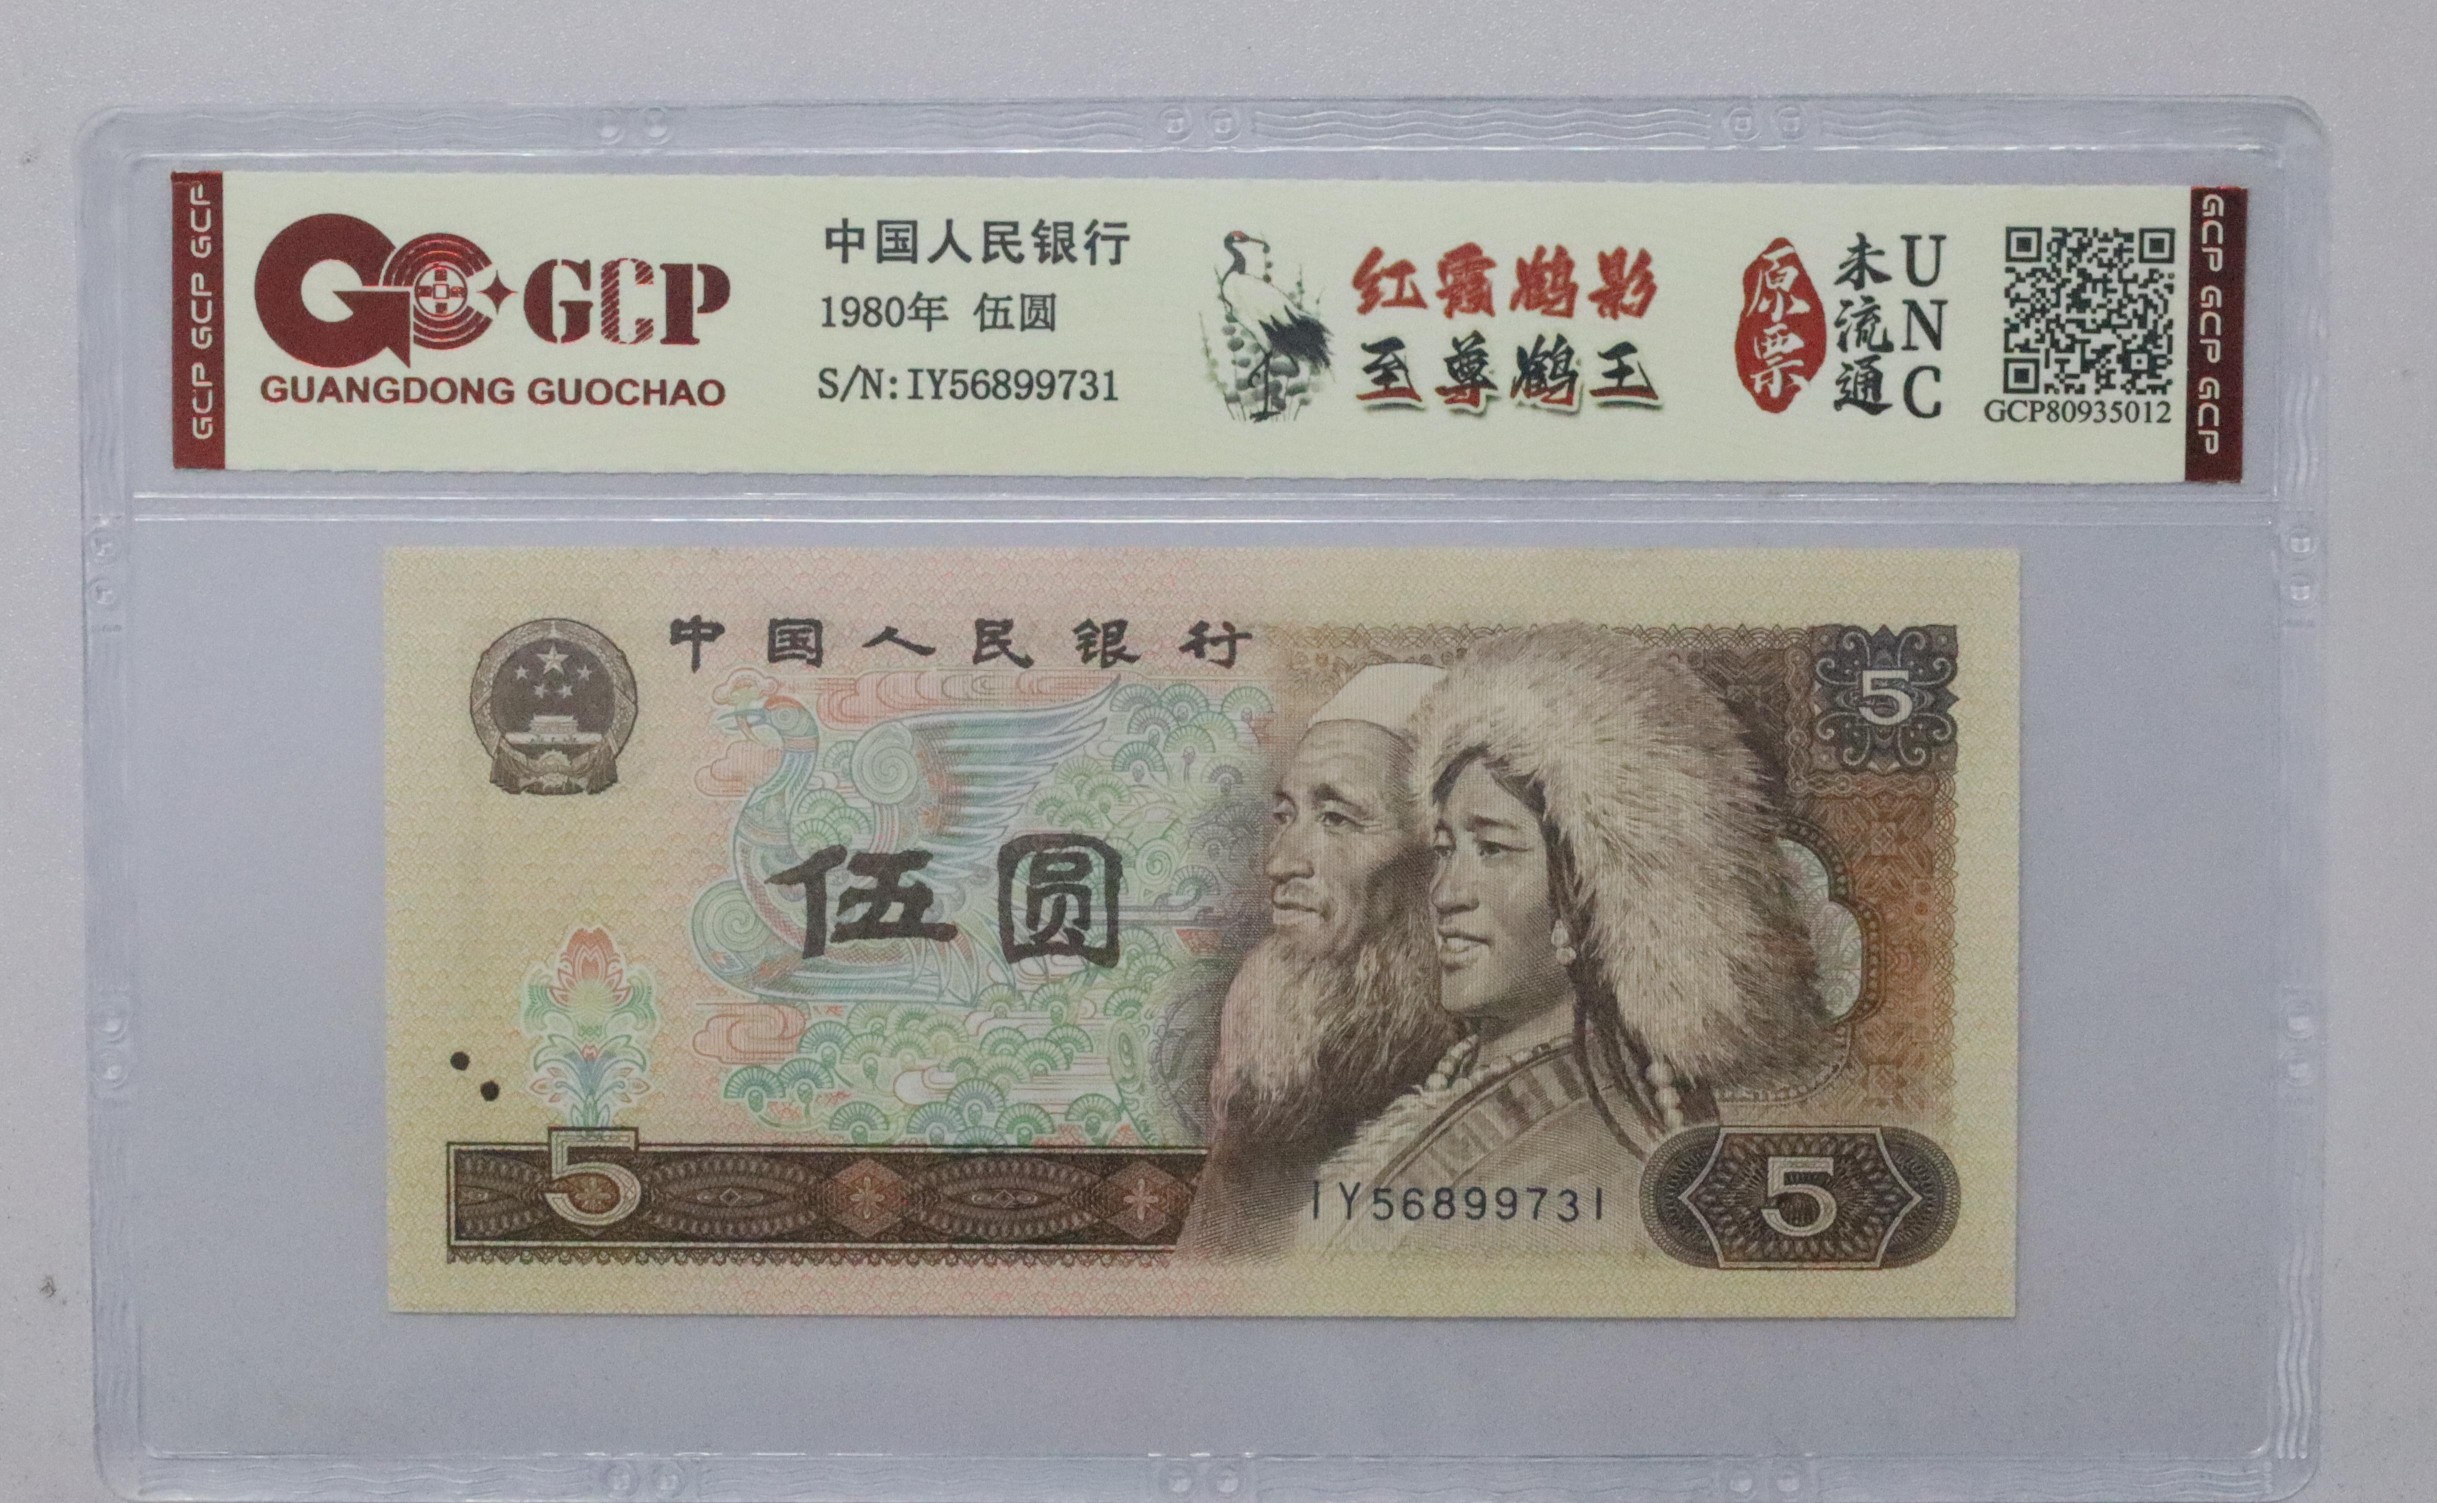 GCP GCP GCP
GCP
GUANGDONG GUOCHAO
中国人民银行
1980年 伍圆
S/N:IY56899731
红霞鹤影
至尊鹤王
原票
未流通
UNC
GCP80935012
GCP GCP GCP
中国人民银行
5
伍圆
5
IY56899731
5